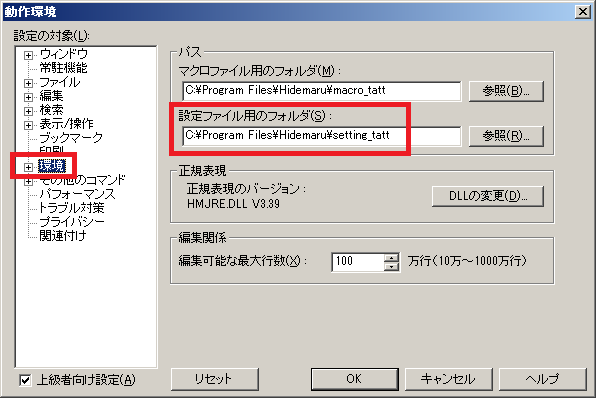 動作環境
設定の対象(L):
ウィンドウ
常駐機能
ファイル
編集
検索
表示/操作
ブックマーク
印刷
環境
その他のコマンド
パフォーマンス
トラブル対策
プライバシー
関連付け
上級者向け設定(A)
パス
マクロファイル用のフォルダ(M):
C:¥Program Files¥Hidemaru¥macro_tatt
参照(B)...
設定ファイル用のフォルダ(S):
C:¥Program Files¥Hidemaru¥setting_tatt
参照(R)...
正規表現
正規表現のバージョン:
HMJRE.DLL V3.39
DLLの変更(D)...
編集関係
編集可能な最大行数(X): 100 万行(10万～1000万行)
リセット
OK
キャンセル
ヘルプ